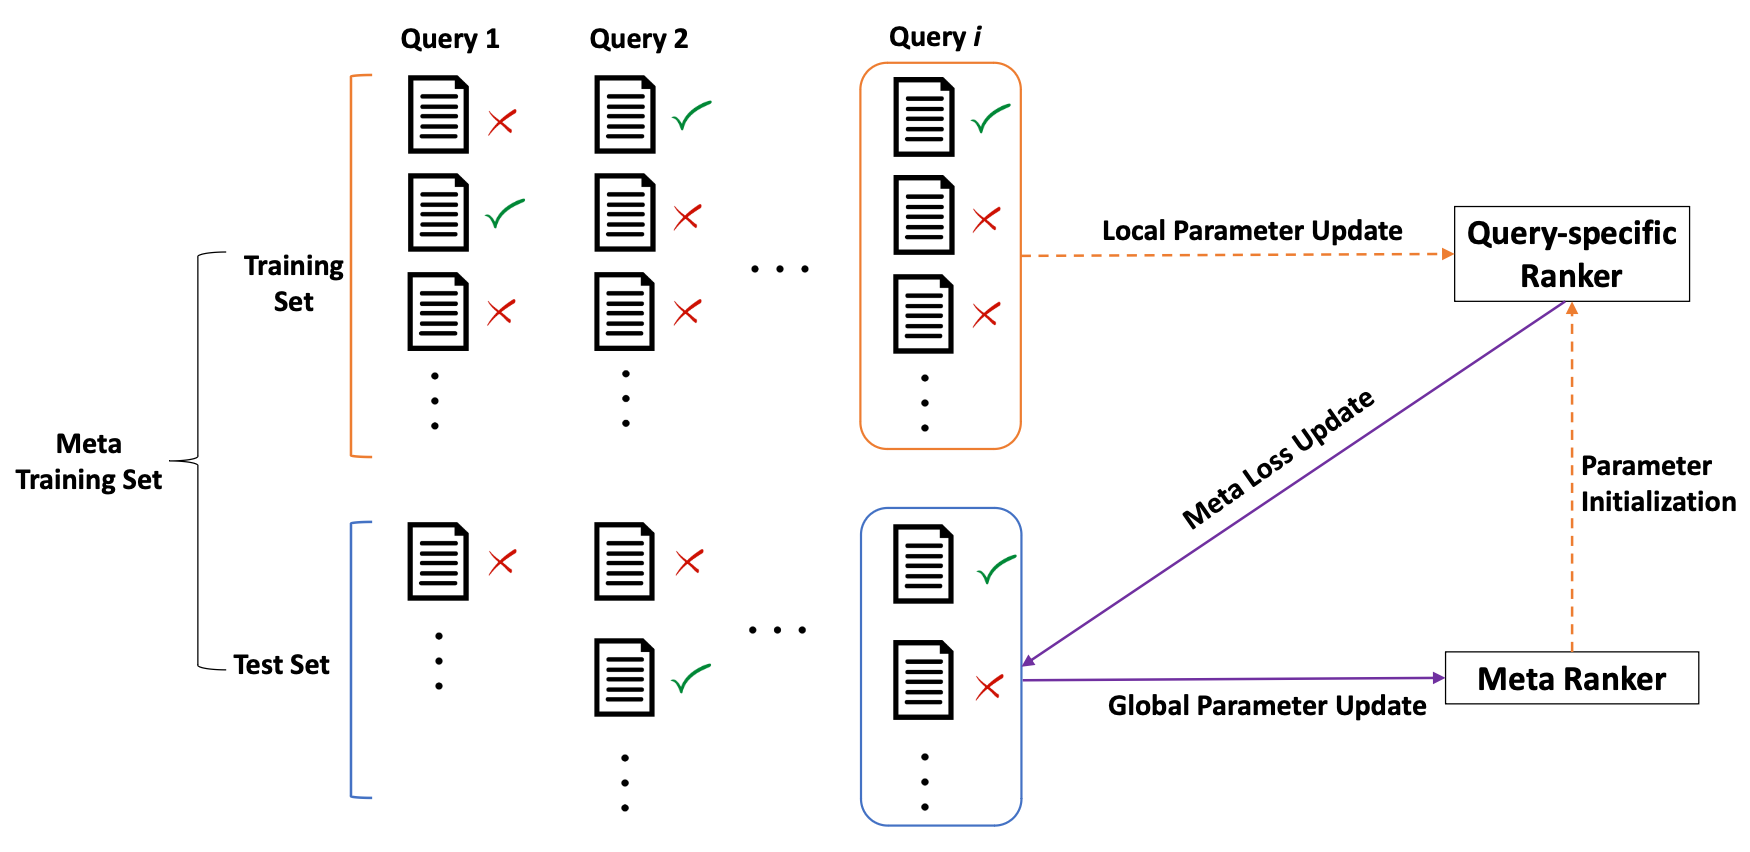 Query 1
Query 2
Query i
Training
Set
Local Parameter Update
Query-specific
Ranker
Meta
Training Set
Meta Loss Update
Parameter
Initialization
Test Set
Global Parameter Update
Meta Ranker